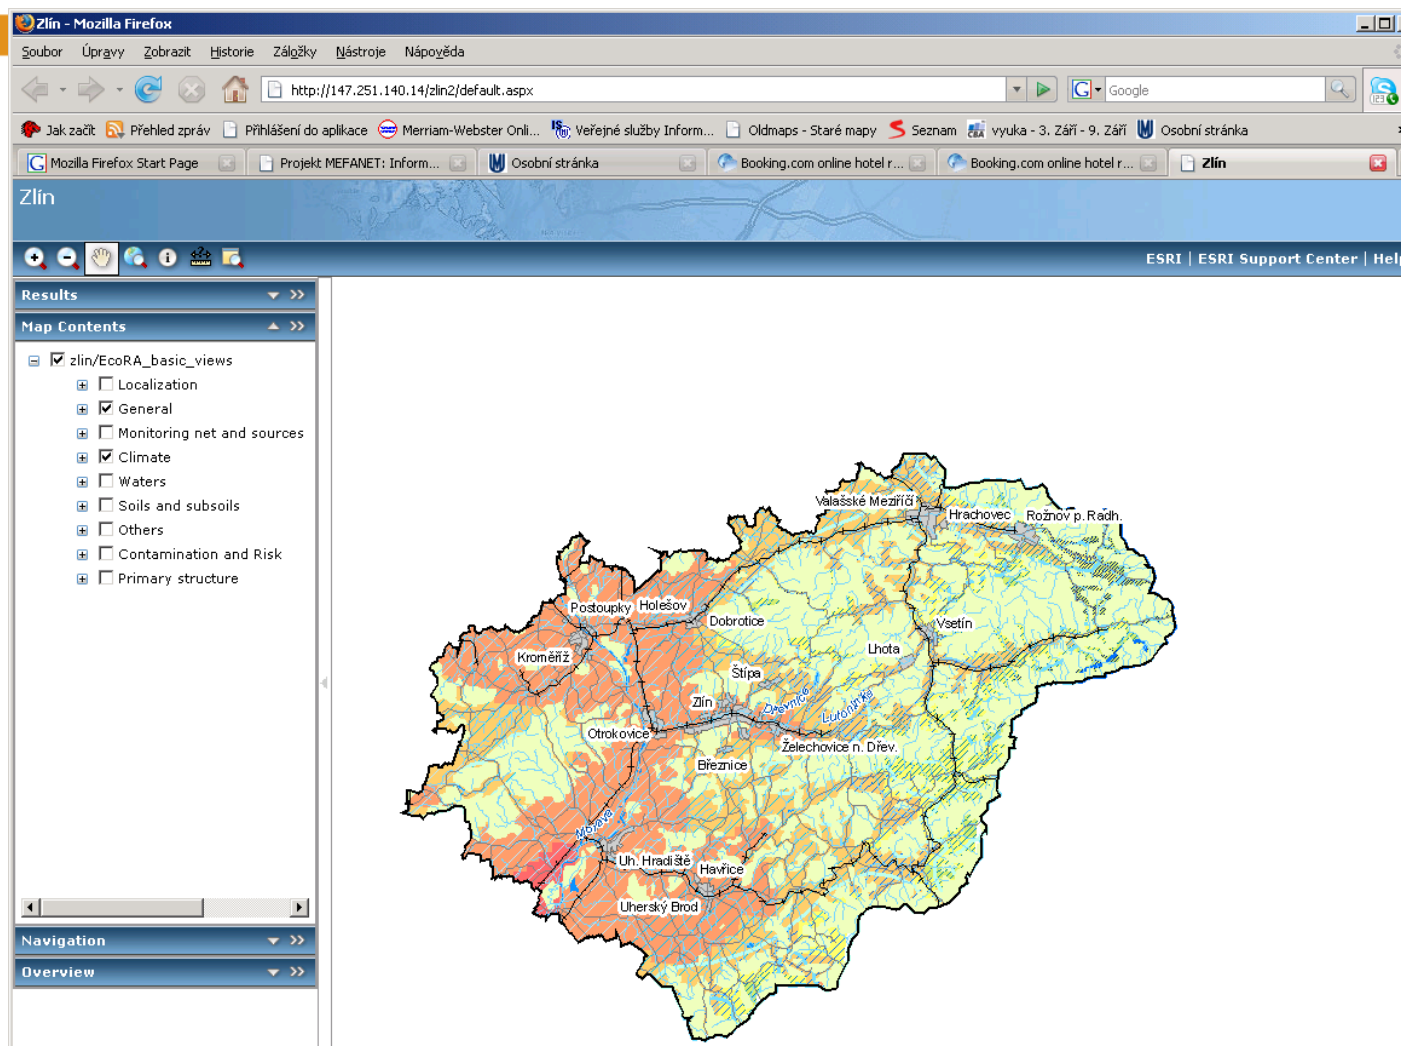 Zlín - Mozilla Firefox
Soubor Úpravy Zobrazit Historie Záložky Nástroje Nápověda
http://147.251.140.14/zlin2/default.aspx
Google
Jak začít Přehled zpráv Přihlášení do aplikace Merriam-Webster Onli... Veřejné služby Inform... Oldmaps - Staré mapy Seznam vyuka - 3. Září - 9. Září Osobní stránka
Mozilla Firefox Start Page Projekt MEFANET: Inform... Osobní stránka Booking.com online hotel r... Booking.com online hotel r... Zlín
Zlín
ESRI | ESRI Support Center | Help
Results
Map Contents
zlin/EcoRA_basic_views
Localization
General
Monitoring net and sources
Climate
Waters
Soils and subsoils
Others
Contamination and Risk
Primary structure
Navigation
Overview
Valašské Meziříčí
Hrachovec
Rožnov p. Radh.
Postoupky
Holešov
Dobrotice
Vsetín
Kroměříž
Lhota
Štípa
Zlín
Dřevnice
Lutoninka
Otrokovice
Želechovice n. Dřev.
Březnice
Morava
Uh. Hradiště
Havřice
Uherský Brod